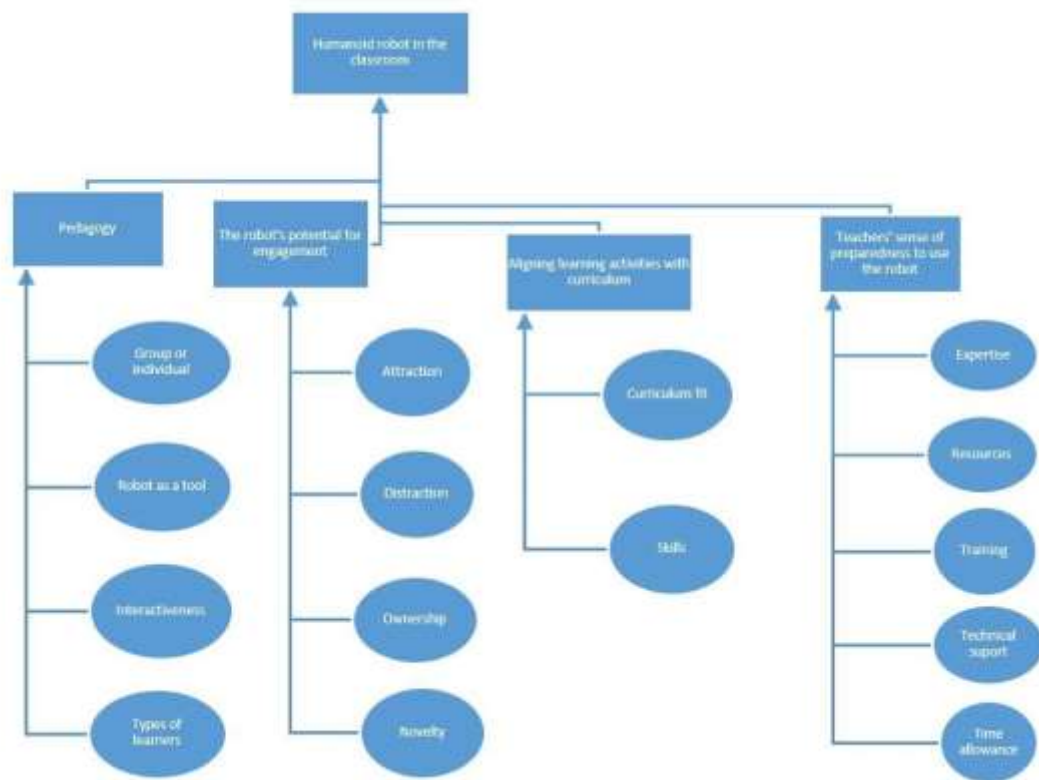 Humanoid robot in the
classroom
Pedagogy
The robot's potential for
engagement
Aligning learning activities with
curriculum
Teachers' sense of
preparedness to use
the robot
Group or
individual
Robot as a tool
Interactiveness
Types of
learners
Attraction
Distraction
Ownership
Novelty
Curriculum fit
Skills
Expertise
Resources
Training
Technical
suport
Time
allowance